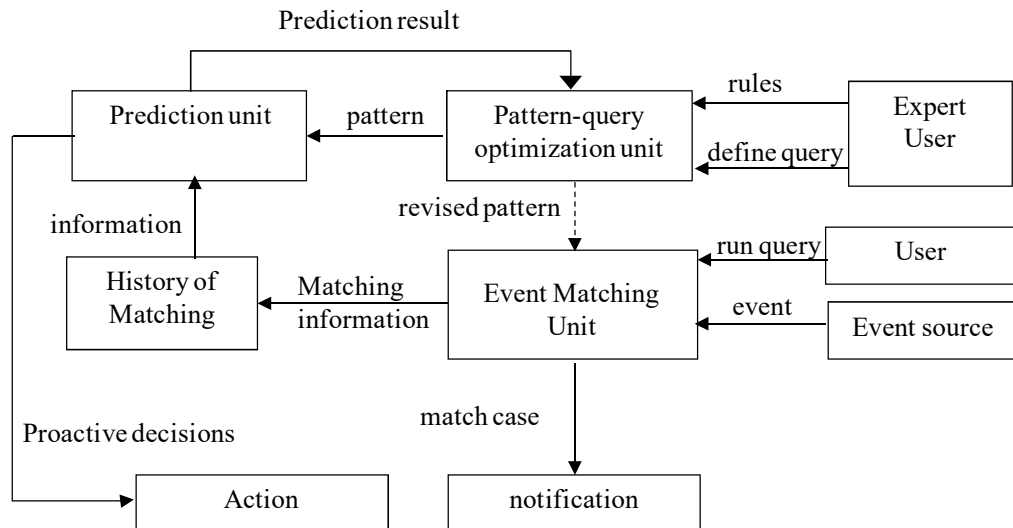 Prediction result
Prediction unit
pattern
Pattern-query
optimization unit
rules
define query
Expert
User
information
revised pattern
History of
Matching
Matching
information
Event Matching
Unit
run query
User
event
Event source
match case
Proactive decisions
Action
notification